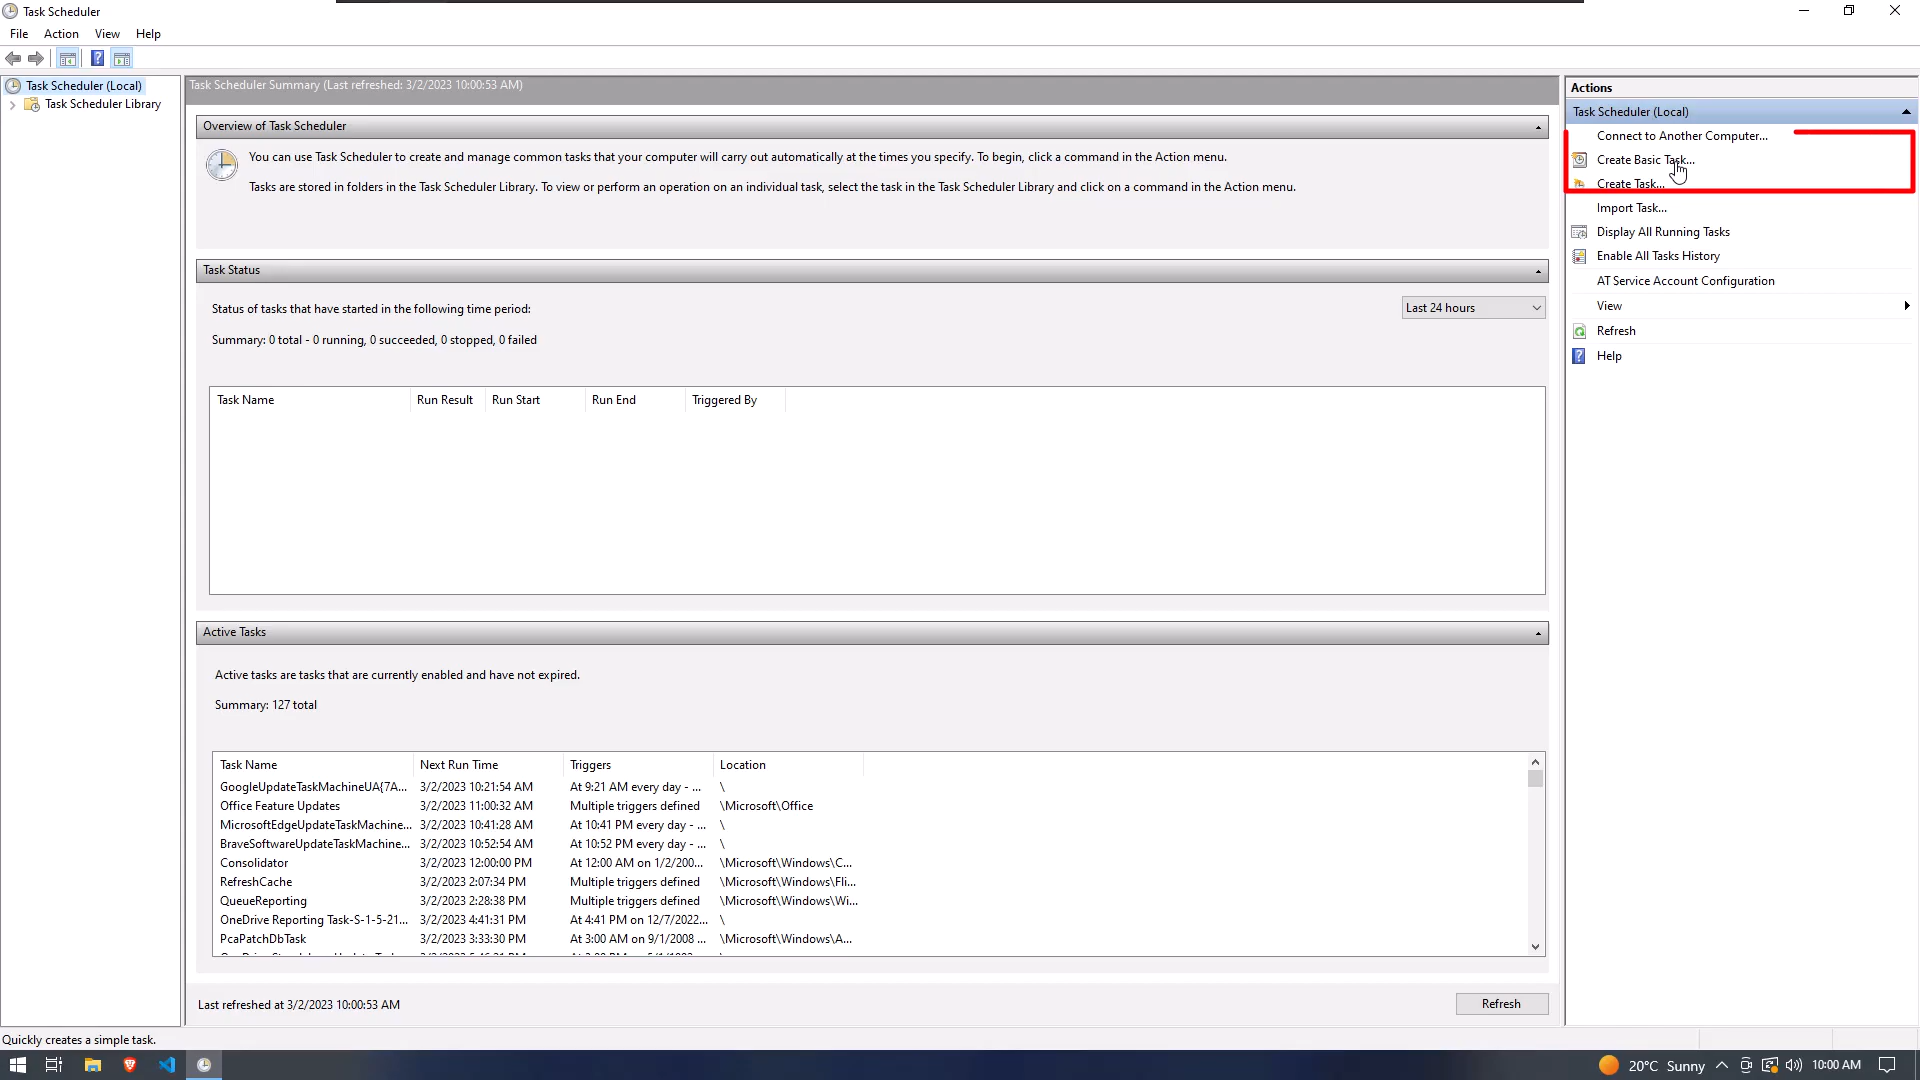 Task Scheduler
File Action View Help
Task Scheduler (Local)
Task Scheduler Library
Task Scheduler Summary (Last refreshed: 3/2/2023 10:00:53 AM)
Overview of Task Scheduler
You can use Task Scheduler to create and manage common tasks that your computer will carry out automatically at the times you specify. To begin, click a command in the Action menu.
Tasks are stored in folders in the Task Scheduler Library. To view or perform an operation on an individual task, select the task in the Task Scheduler Library and click on a command in the Action menu.
Task Status
Status of tasks that have started in the following time period:
Last 24 hours
Summary: 0 total - 0 running, 0 succeeded, 0 stopped, 0 failed
Task Name Run Result Run Start Run End Triggered By
Active Tasks
Active tasks are tasks that are currently enabled and have not expired.
Summary: 127 total
Task Name Next Run Time Triggers Location
GoogleUpdateTaskMachineUA{7A... 3/2/2023 10:21:54 AM At 9:21 AM every day - ... \
Office Feature Updates 3/2/2023 11:00:32 AM Multiple triggers defined \Microsoft\Office
MicrosoftEdgeUpdateTaskMachine... 3/2/2023 10:41:28 AM At 10:41 PM every day - ... \
BraveSoftwareUpdateTaskMachine... 3/2/2023 10:52:54 AM At 10:52 PM every day - ... \
Consolidator 3/2/2023 12:00:00 PM At 12:00 AM on 1/2/200... \Microsoft\Windows\C...
RefreshCache 3/2/2023 2:07:34 PM Multiple triggers defined \Microsoft\Windows\Fli...
QueueReporting 3/2/2023 2:28:38 PM Multiple triggers defined \Microsoft\Windows\Wi...
OneDrive Reporting Task-S-1-5-21... 3/2/2023 4:41:31 PM At 4:41 PM on 12/7/2022... \
PcaPatchDbTask 3/2/2023 3:33:30 PM At 3:00 AM on 9/1/2008 ... \Microsoft\Windows\A...
Last refreshed at 3/2/2023 10:00:53 AM
Refresh
Actions
Task Scheduler (Local)
Connect to Another Computer...
Create Basic Task...
Create Task...
Import Task...
Display All Running Tasks
Enable All Tasks History
AT Service Account Configuration
View
Refresh
Help
Quickly creates a simple task.
20°C Sunny 10:00 AM